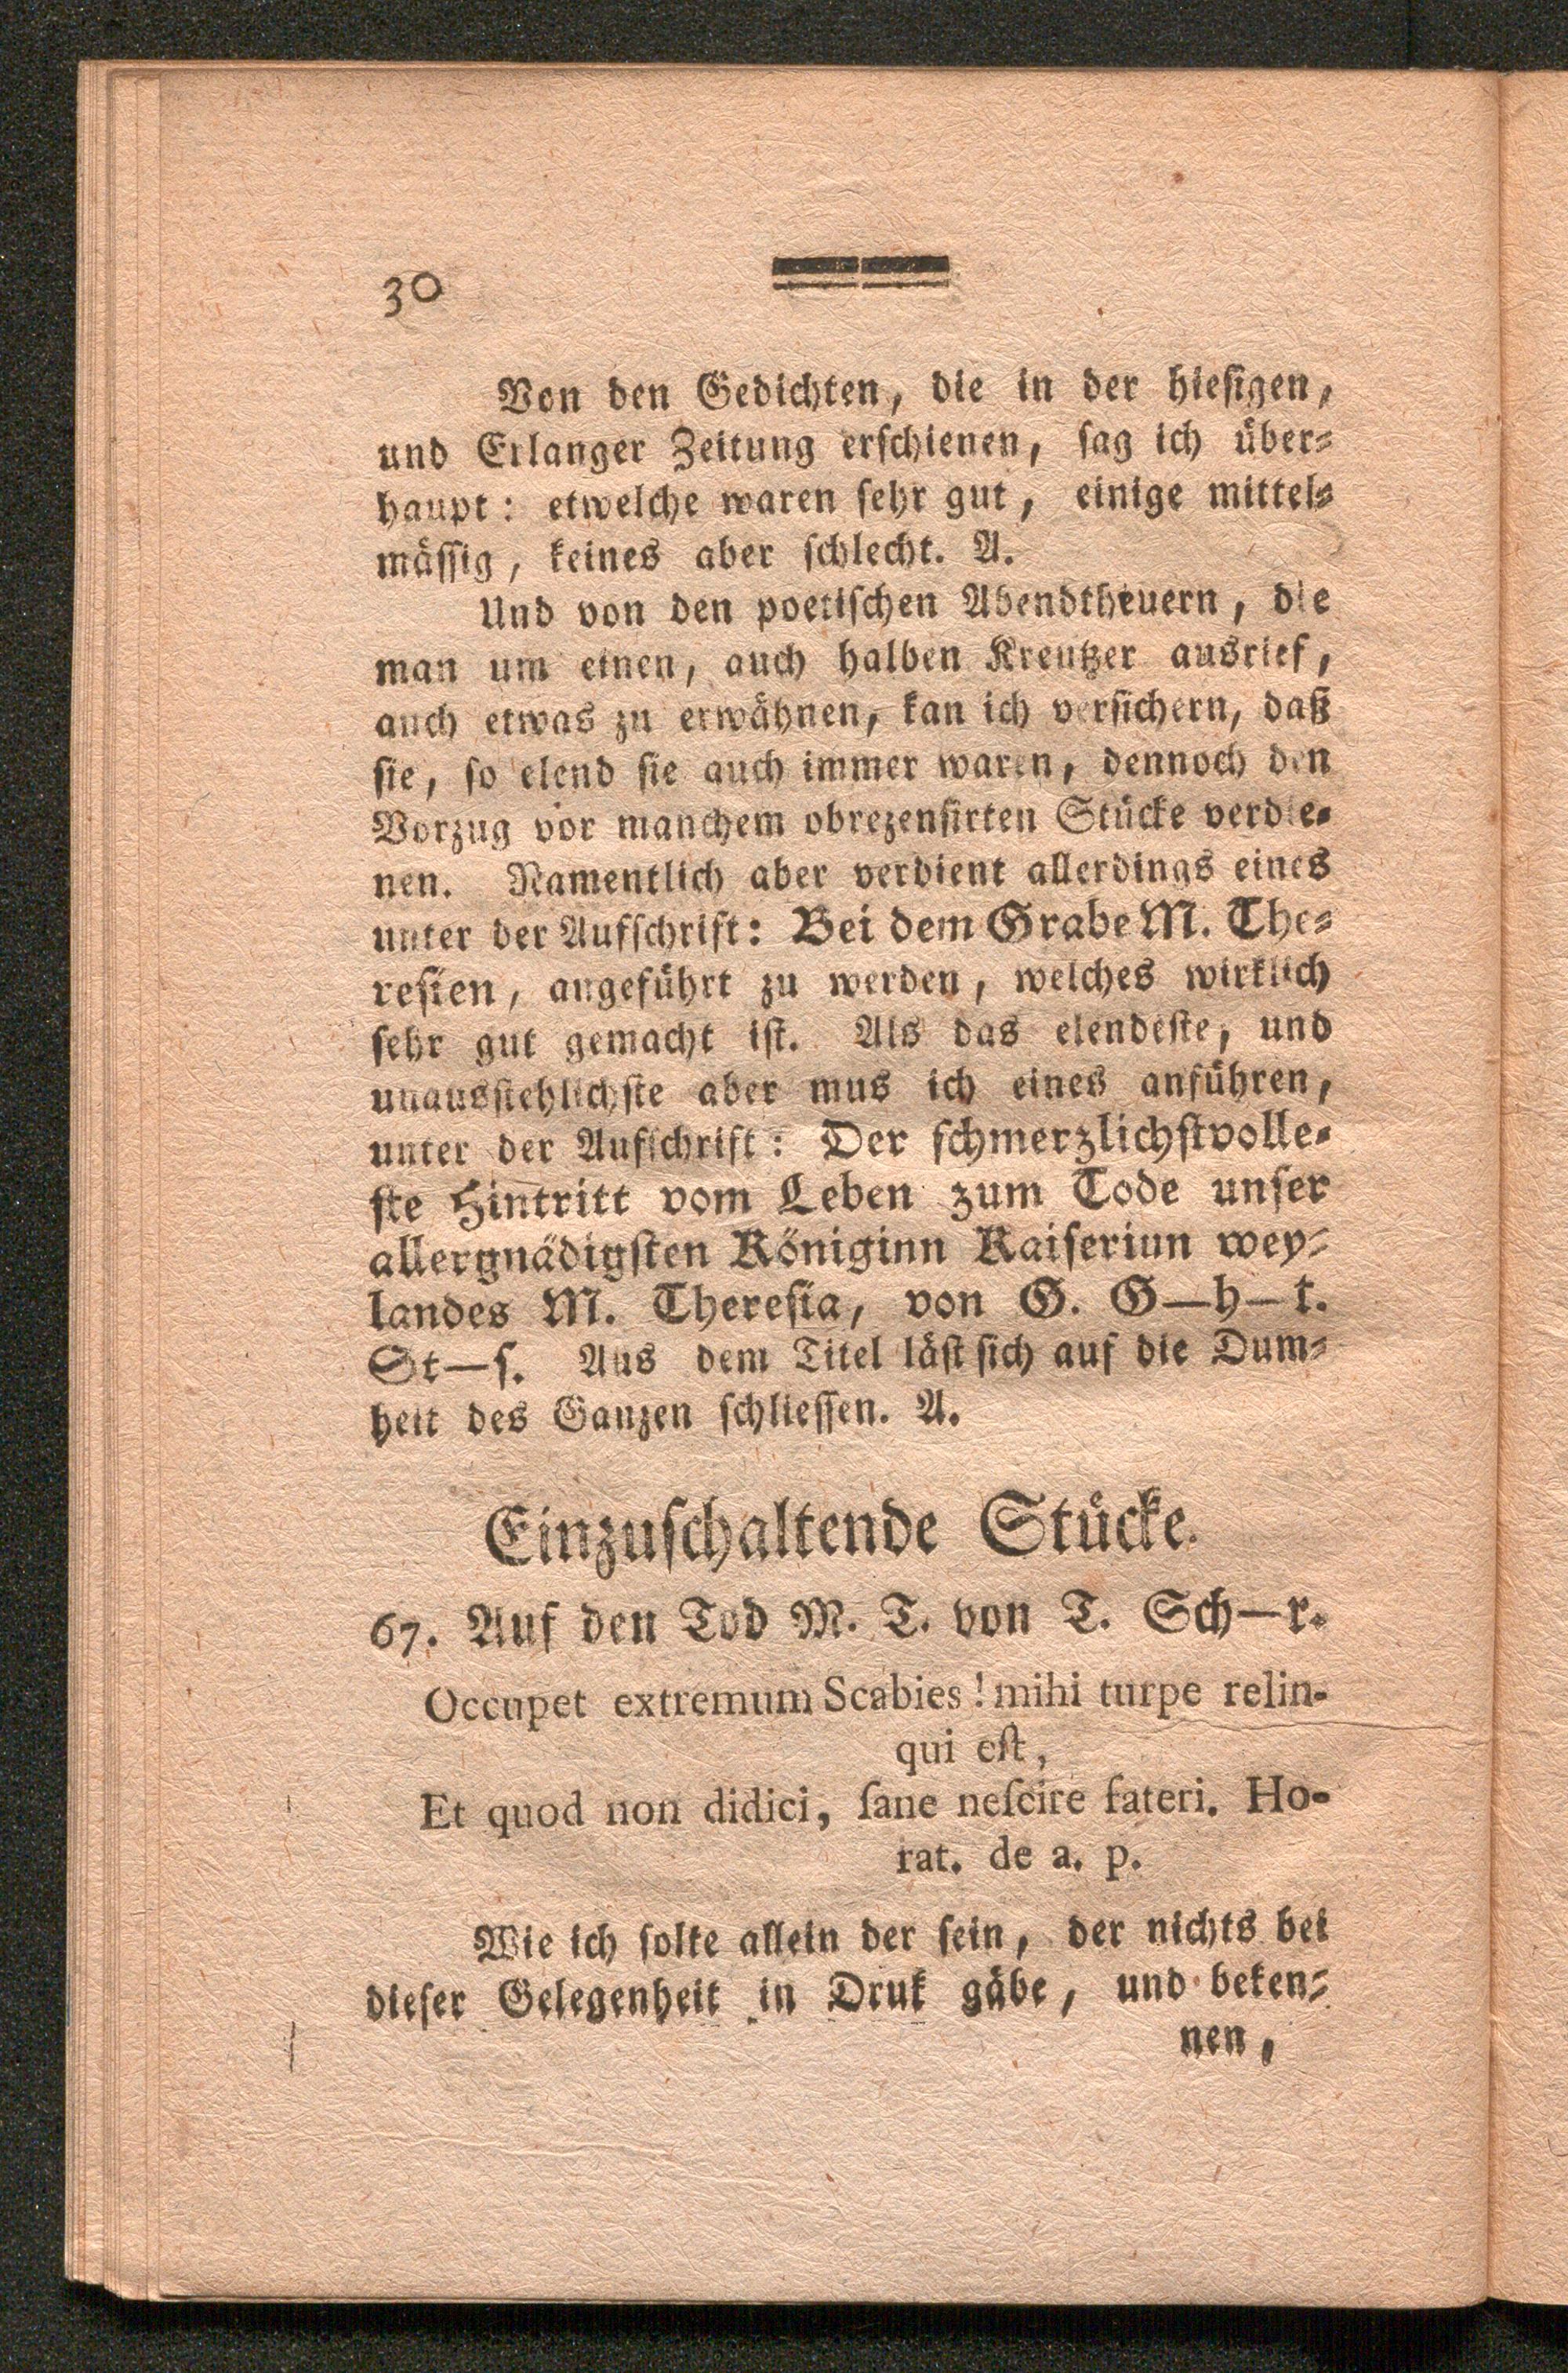 30
Von den Gedichten, die in der hieſigen,
und Erlanger Zeitung erſchienen, ſag ich über-
haupt: etwelche waren ſehr gut, einige mittel-
mäſſig, keines aber ſchlecht. A.
Und von den poetiſchen Abendtheuern, die
man um einen, auch halben Kreutzer ausrief,
auch etwas zu erwähnen, kan ich verſichern, daß
ſie, ſo elend ſie auch immer waren, dennoch den
Vorzug vor manchem obrezenſirten Stücke verdie-
nen. Namentlich aber verdient allerdings eines
unter der Aufſchrift: Bei dem Grabe M. The-
reſien, angeführt zu werden, welches wirklich
ſehr gut gemacht iſt. Als das elendeſte, und
unausſtehlichſte aber mus ich eines anführen,
unter der Aufſchrift: Der ſchmerzlichſtvolle-
ſte Hintritt vom Leben zum Tode unſer
allergnädigſten Königinn Kaiſeriun wey-
landes M. Thereſia, von G. G—h—t.
St—ſ. Aus dem Titel läſt ſich auf die Dum-
heit des Ganzen ſchlieſſen. A.
Einzuſchaltende Stücke.
67. Auf den Tod M. T. von T. Sch—r.
Occupet extremum Scabies! mihi turpe relin-
qui eſt,
Et quod non didici, ſane neſcire fateri. Ho-
rat. de a. p.
Wie ich ſolte allein der ſein, der nichts bei
dieſer Gelegenheit in Druk gäbe, und beken-
nen,